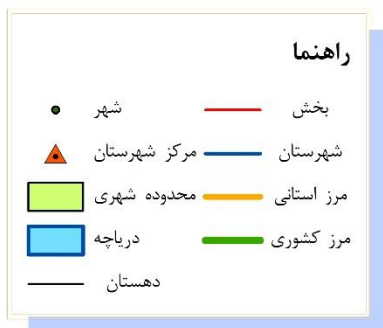 راهنما
بخش شهر
شهرستان مرکز شهرستان
مرز استانی محدوده شهری
مرز کشوری دریاچه
دهستان